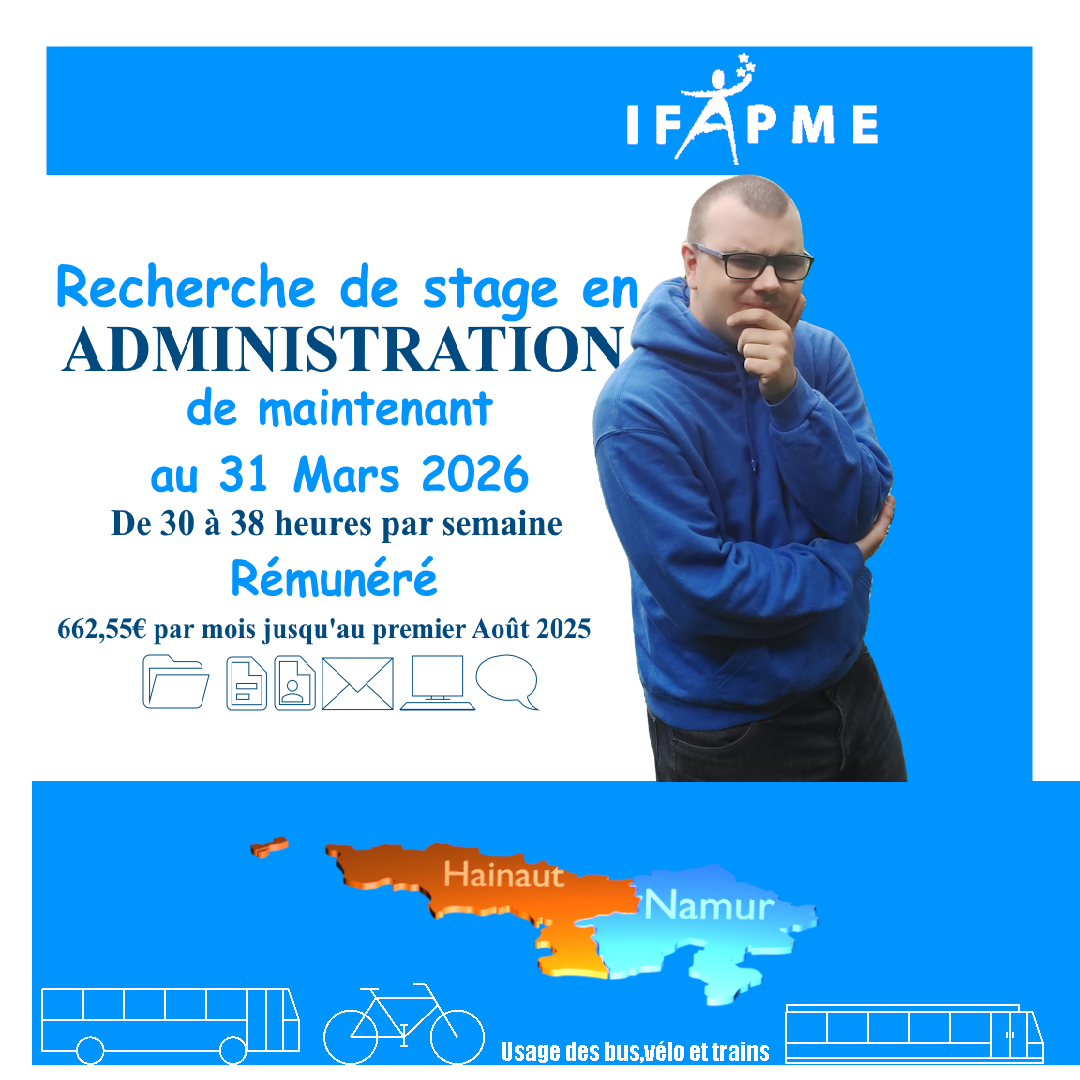 IFAPME
Recherche de stage en
ADMINISTRATION
de maintenant
au 31 Mars 2026
De 30 à 38 heures par semaine
Rémunéré
662,55€ par mois jusqu'au premier Août 2025
Hainaut
Namur
Usage des bus,vélo et trains